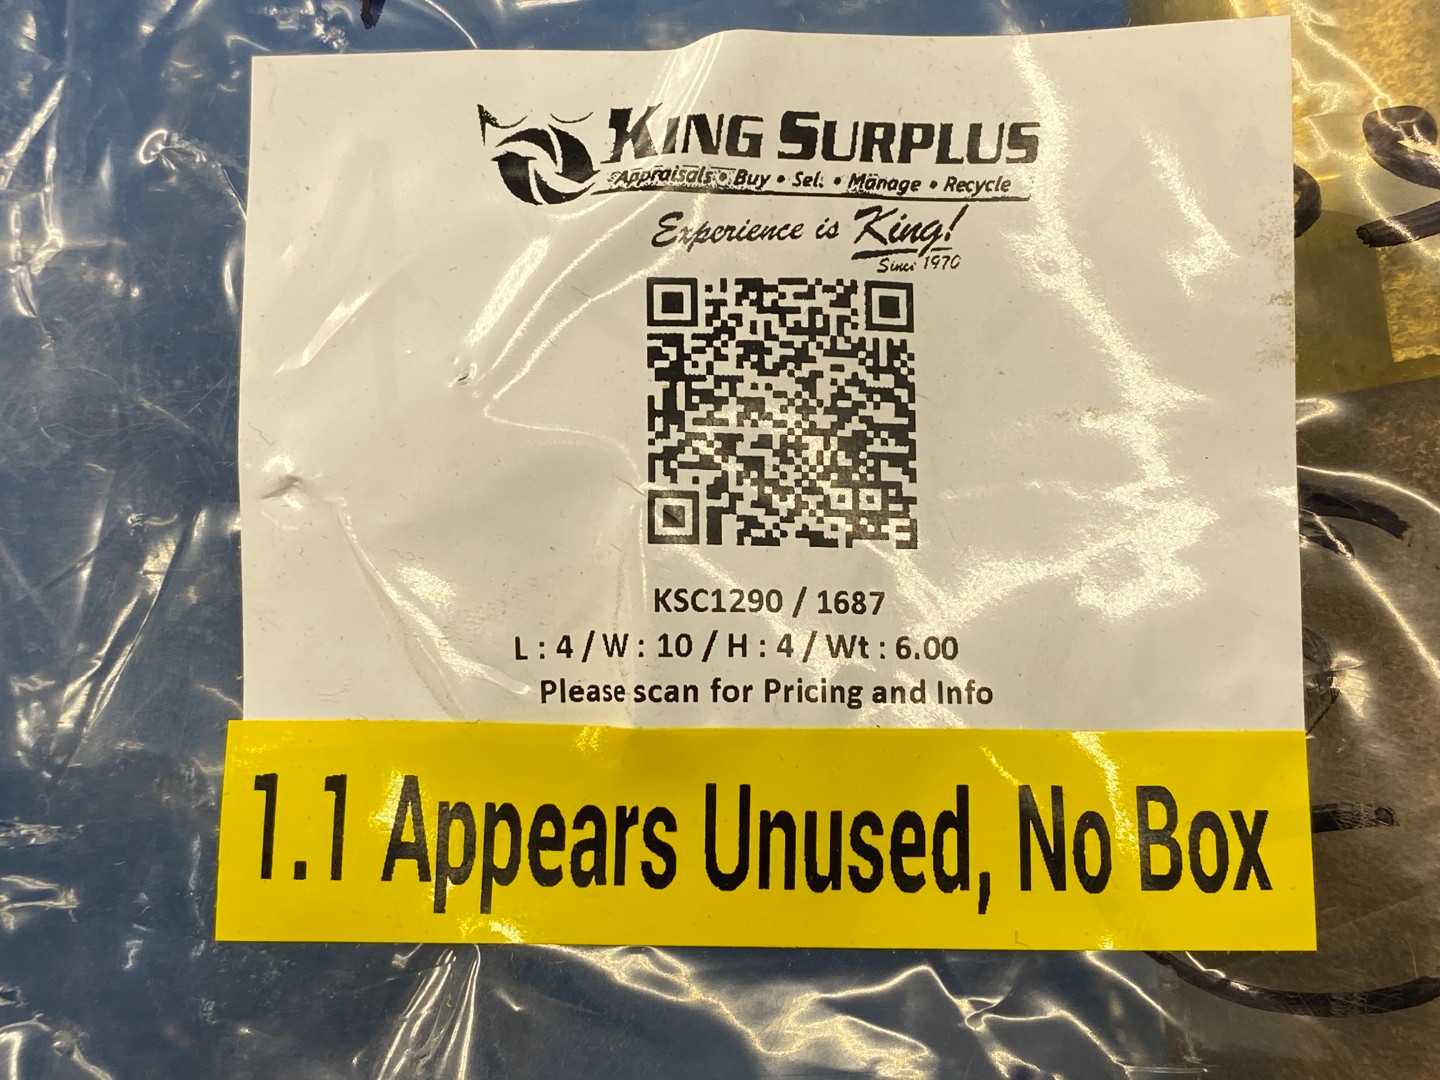 KING SURPLUS
Appraisals • Buy • Sell • Manage • Recycle
Experience is King!
Since 1970
KSC1290 / 1687
L : 4 / W : 10 / H : 4 / Wt : 6.00
Please scan for Pricing and Info
1.1 Appears Unused, No Box